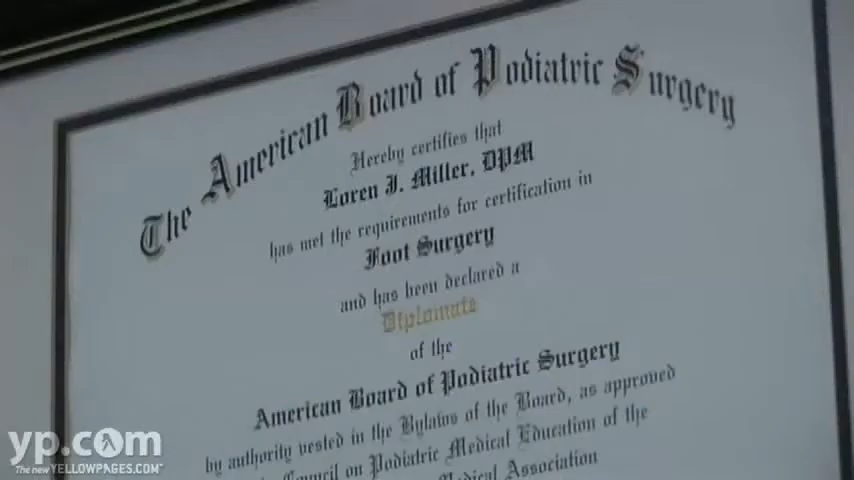 The American Board of Podiatric Surgery
Hereby certifies that
Loren J. Miller, DPM
has met the requirements for certification in
Foot Surgery
and has been declared a
Diplomate
of the
American Board of Podiatric Surgery
by authority vested in the Bylaws of the Board, as approved
Council on Podiatric Medical Education of the
Medical Association
yp.com
The new YELLOWPAGES.COM